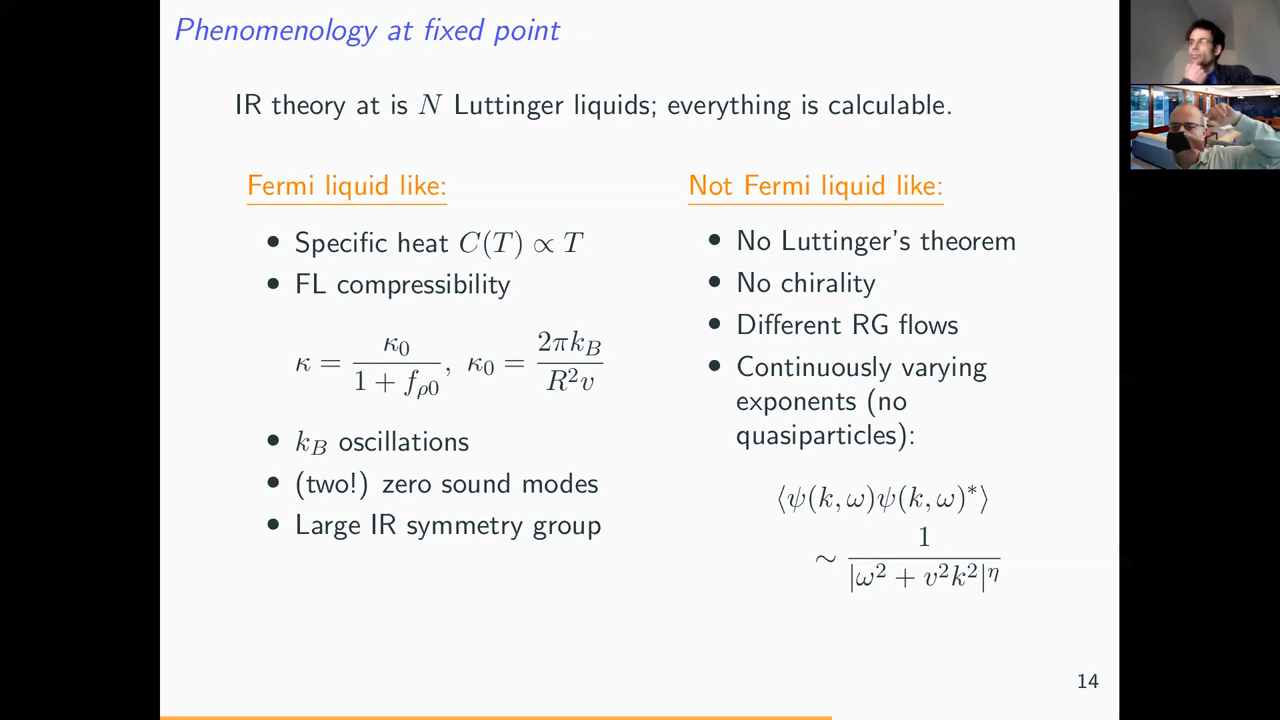 Phenomenology at fixed point
IR theory at is N Luttinger liquids; everything is calculable.
Fermi liquid like:
• Specific heat C(T) ∝ T
• FL compressibility
κ = κ₀ / (1 + f_ρ0), κ₀ = 2πk_B / (R²v)
• k_B oscillations
• (two!) zero sound modes
• Large IR symmetry group
Not Fermi liquid like:
• No Luttinger's theorem
• No chirality
• Different RG flows
• Continuously varying
exponents (no
quasiparticles):
⟨ψ(k, ω)ψ(k, ω)*⟩
∼ 1 / |ω² + v²k²|^η
14